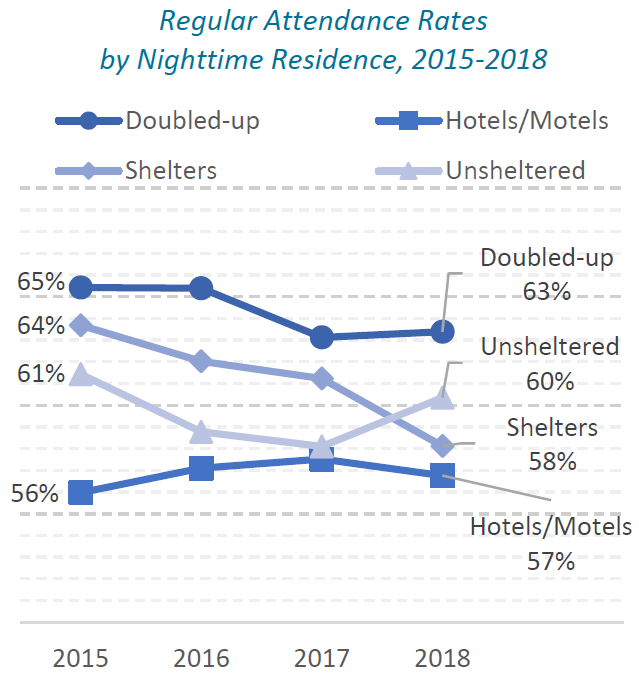 Regular Attendance Rates
by Nighttime Residence, 2015-2018
Doubled-up
Hotels/Motels
Shelters
Unsheltered
65%
64%
61%
56%
Doubled-up
63%
Unsheltered
60%
Shelters
58%
Hotels/Motels
57%
2015 2016 2017 2018